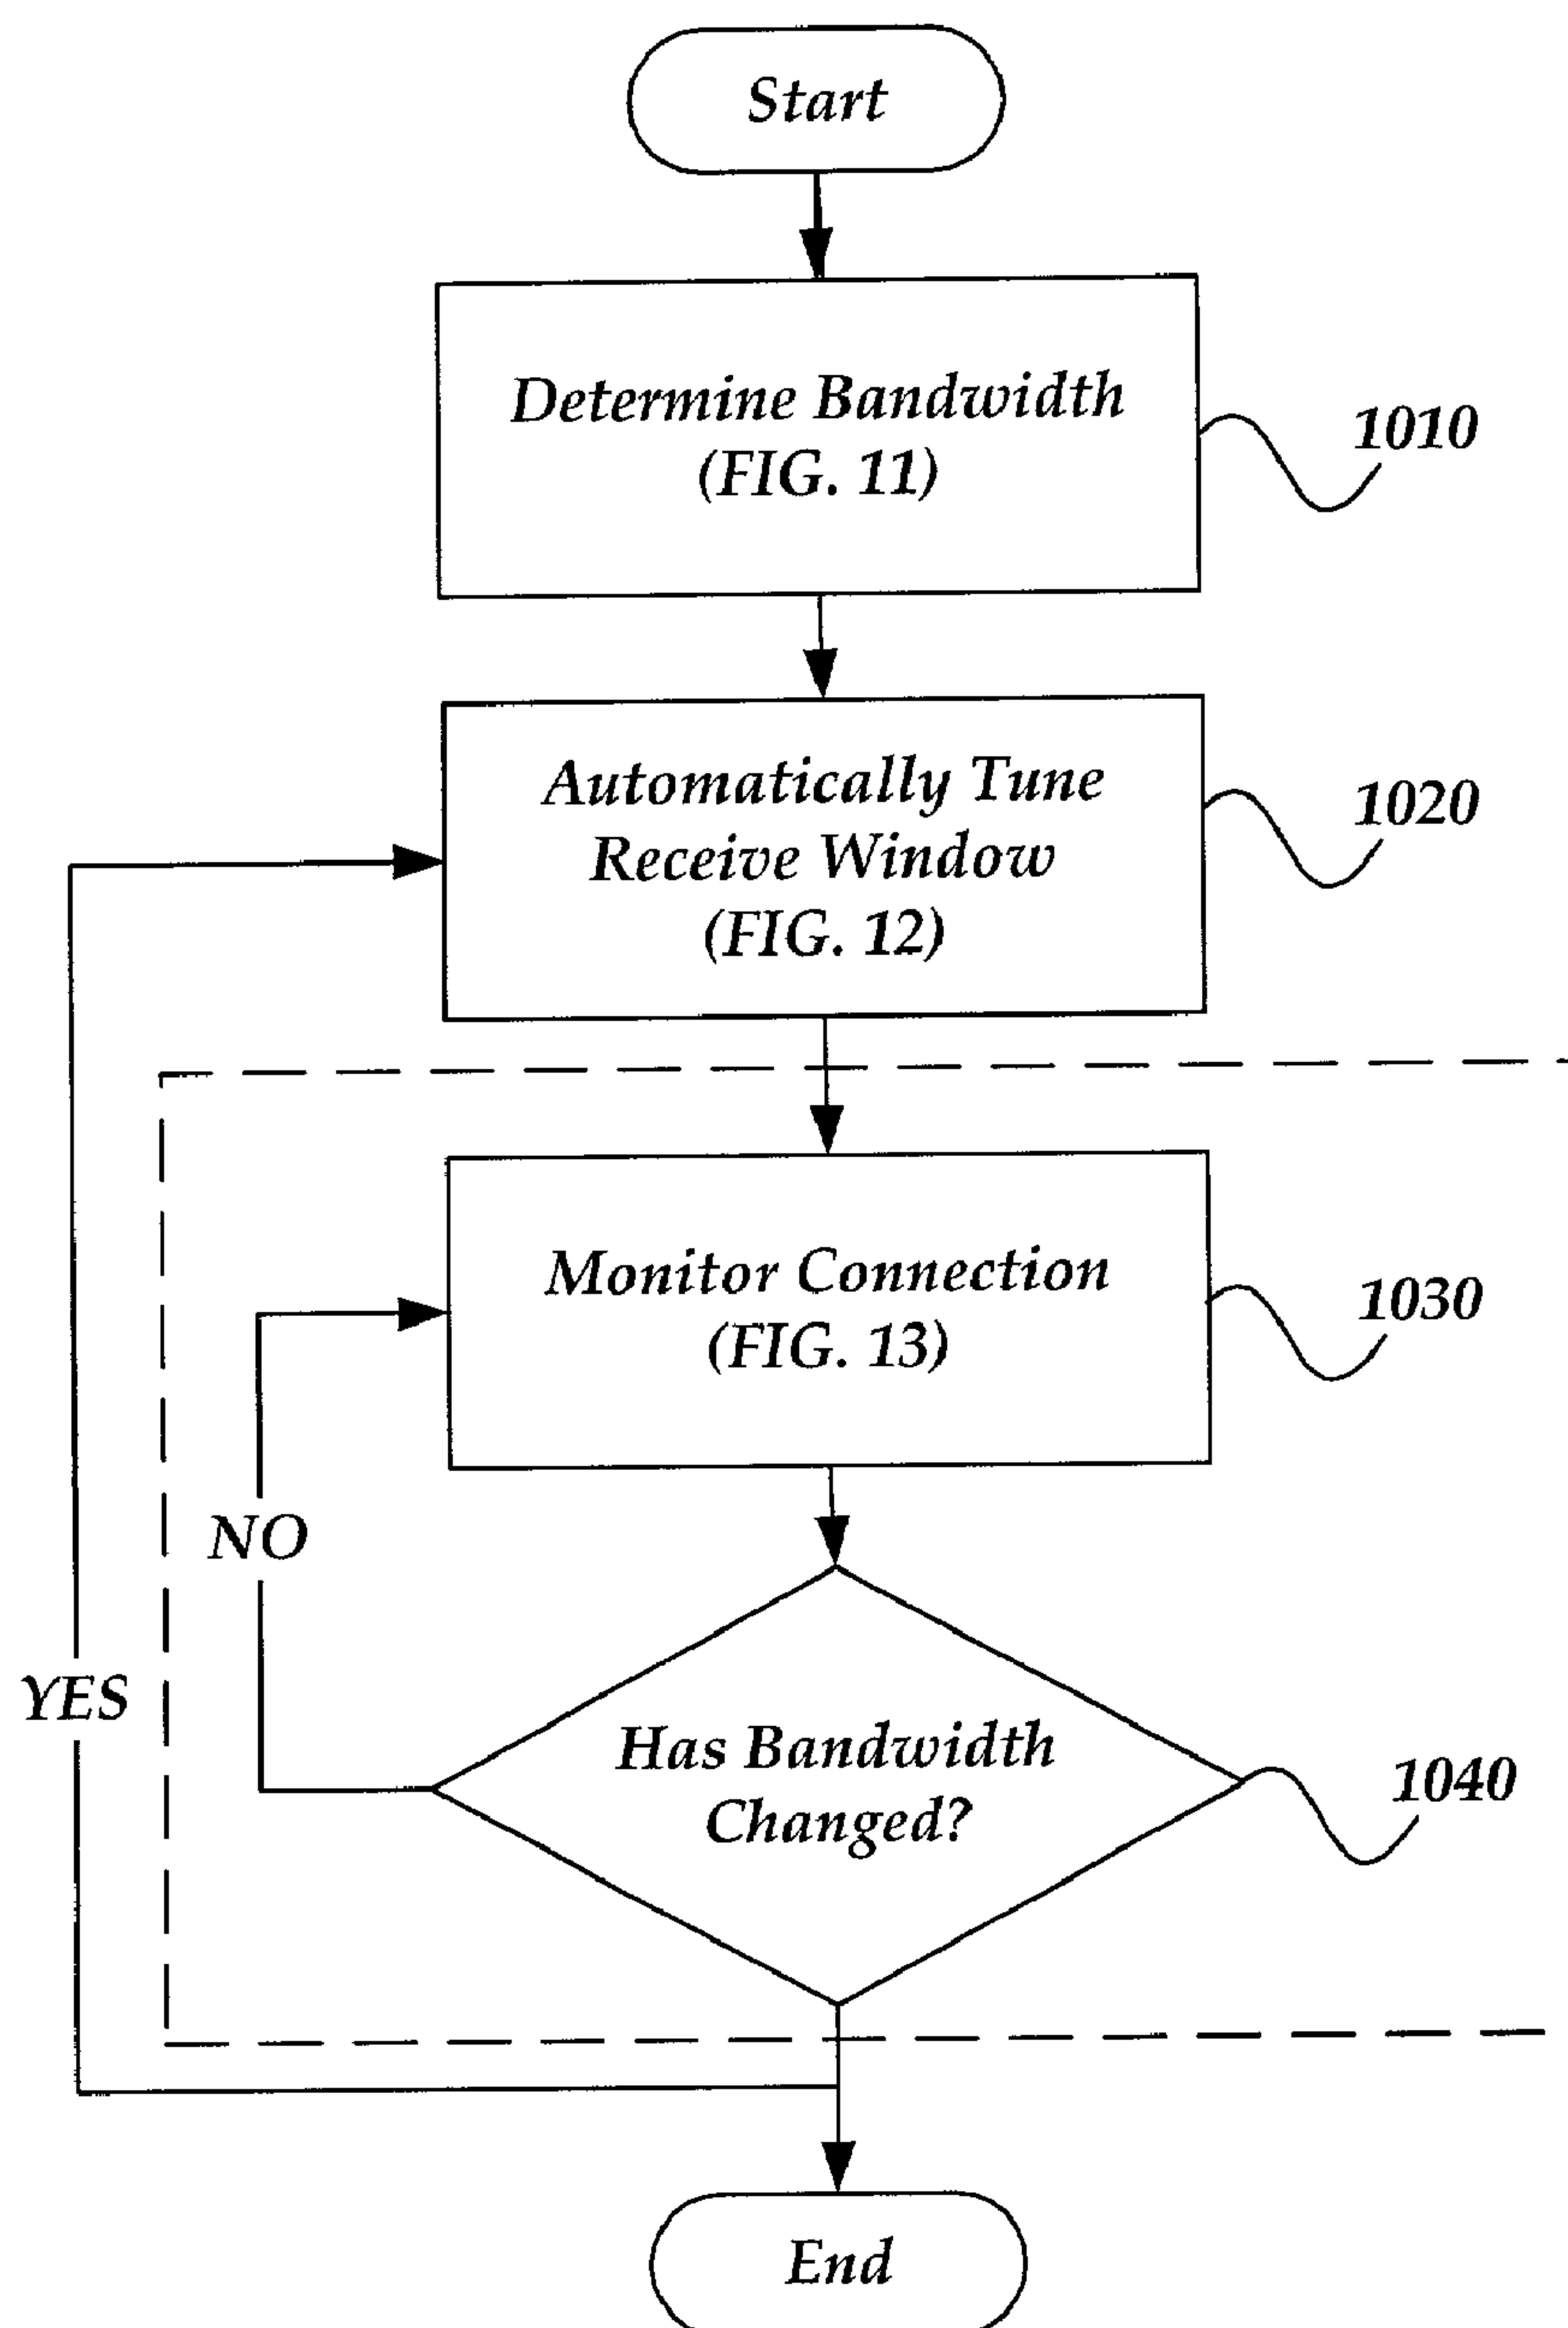 Start
Determine Bandwidth
(FIG. 11)
1010
Automatically Tune
Receive Window
(FIG. 12)
1020
Monitor Connection
(FIG. 13)
1030
NO
YES
Has Bandwidth
Changed?
1040
End